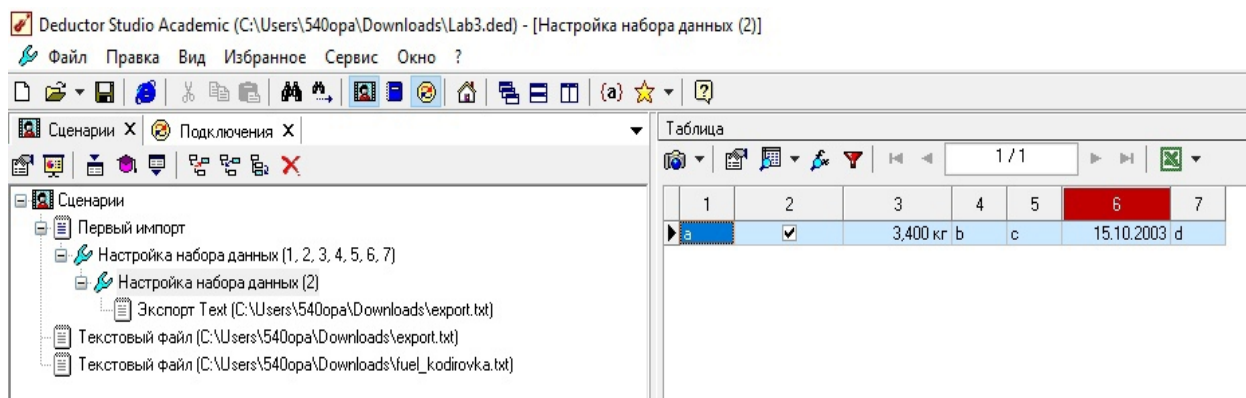 Deductor Studio Academic (C:\Users\540opa\Downloads\Lab3.ded) - [Настройка набора данных (2)]
Файл Правка Вид Избранное Сервис Окно ?
{a}
Сценарии X Подключения X
Таблица
1 / 1
Сценарии
Первый импорт
Настройка набора данных (1, 2, 3, 4, 5, 6, 7)
Настройка набора данных (2)
Экспорт Text (C:\Users\540opa\Downloads\export.txt)
Текстовый файл (C:\Users\540opa\Downloads\export.txt)
Текстовый файл (C:\Users\540opa\Downloads\fuel_kodirovka.txt)
1 2 3 4 5 6 7
a 3,400 кг b c 15.10.2003 d